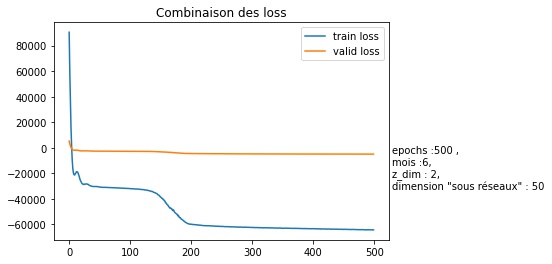 Combinaison des loss
train loss
valid loss
80000
60000
40000
20000
0
−20000
−40000
−60000
0
100
200
300
400
500
epochs :500 ,
mois :6,
z_dim : 2,
dimension "sous réseaux" : 50